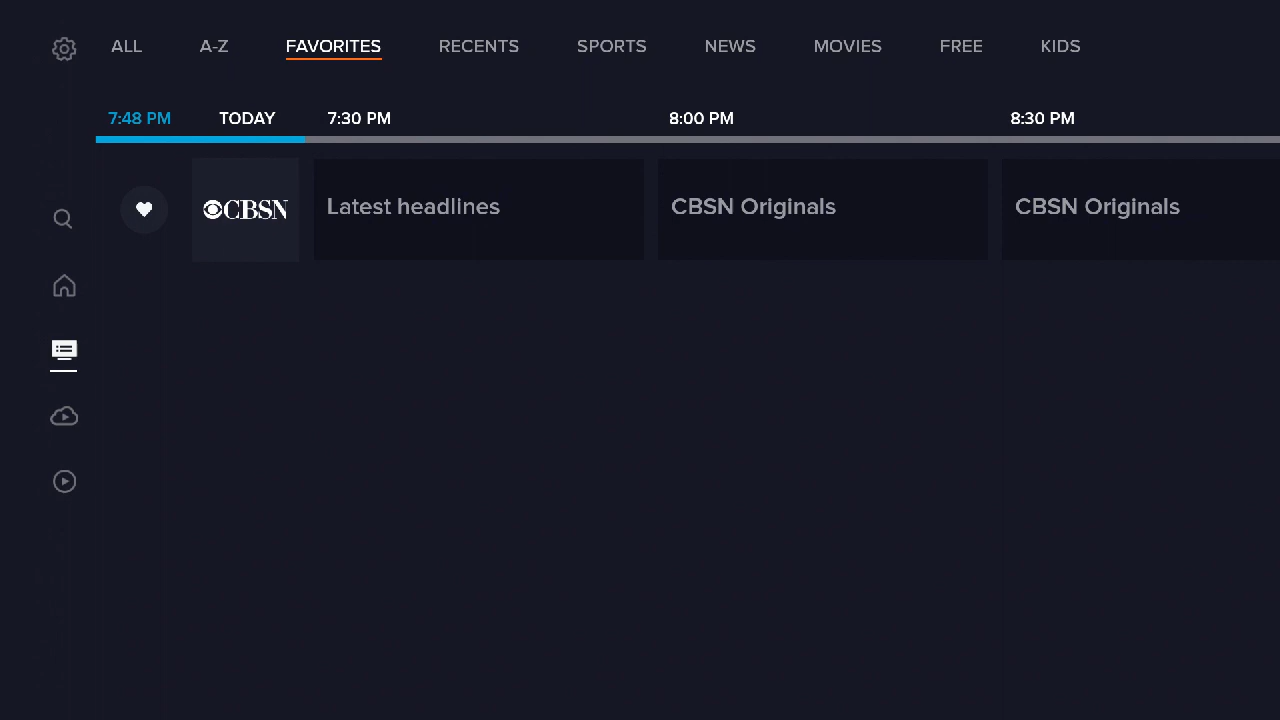 ALL A-Z FAVORITES RECENTS SPORTS NEWS MOVIES FREE KIDS
7:48 PM TODAY 7:30 PM 8:00 PM 8:30 PM
CBSN Latest headlines CBSN Originals CBSN Originals